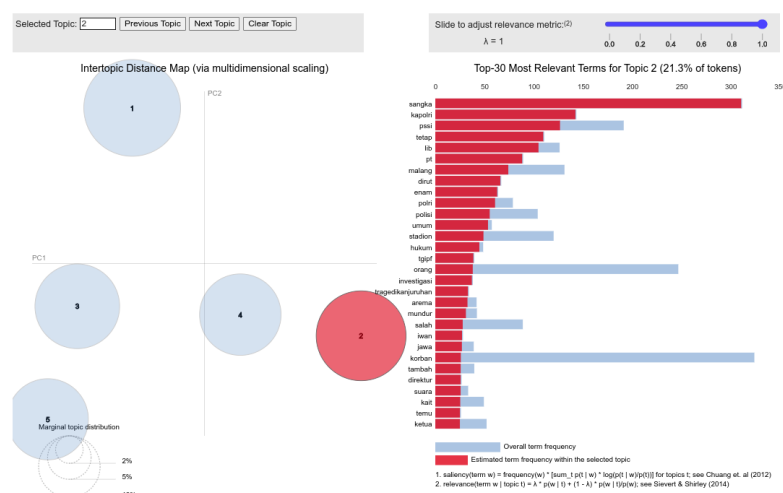 Selected Topic: 2 Previous Topic Next Topic Clear Topic
Slide to adjust relevance metric:(2)
λ = 1
0.0 0.2 0.4 0.6 0.8 1.0
Intertopic Distance Map (via multidimensional scaling)
PC2
PC1
1
3
4
2
5
Marginal topic distribution
2%
5%
Top-30 Most Relevant Terms for Topic 2 (21.3% of tokens)
0 50 100 150 200 250 300
sangka
kapolri
pssi
tetap
lib
pt
malang
dirut
enam
polri
polisi
umum
stadion
hukum
tgipf
orang
investigasi
tragedikanjuruhan
arema
mundur
salah
iwan
jawa
korban
tambah
direktur
suara
kait
temu
ketua
Overall term frequency
Estimated term frequency within the selected topic
1. saliency(term w) = frequency(w) * [sum_t p(t | w) * log(p(t | w)/p(t))] for topics t; see Chuang et. al (2012)
2. relevance(term w | topic t) = λ * p(w | t) + (1 - λ) * p(w | t)/p(w); see Sievert & Shirley (2014)